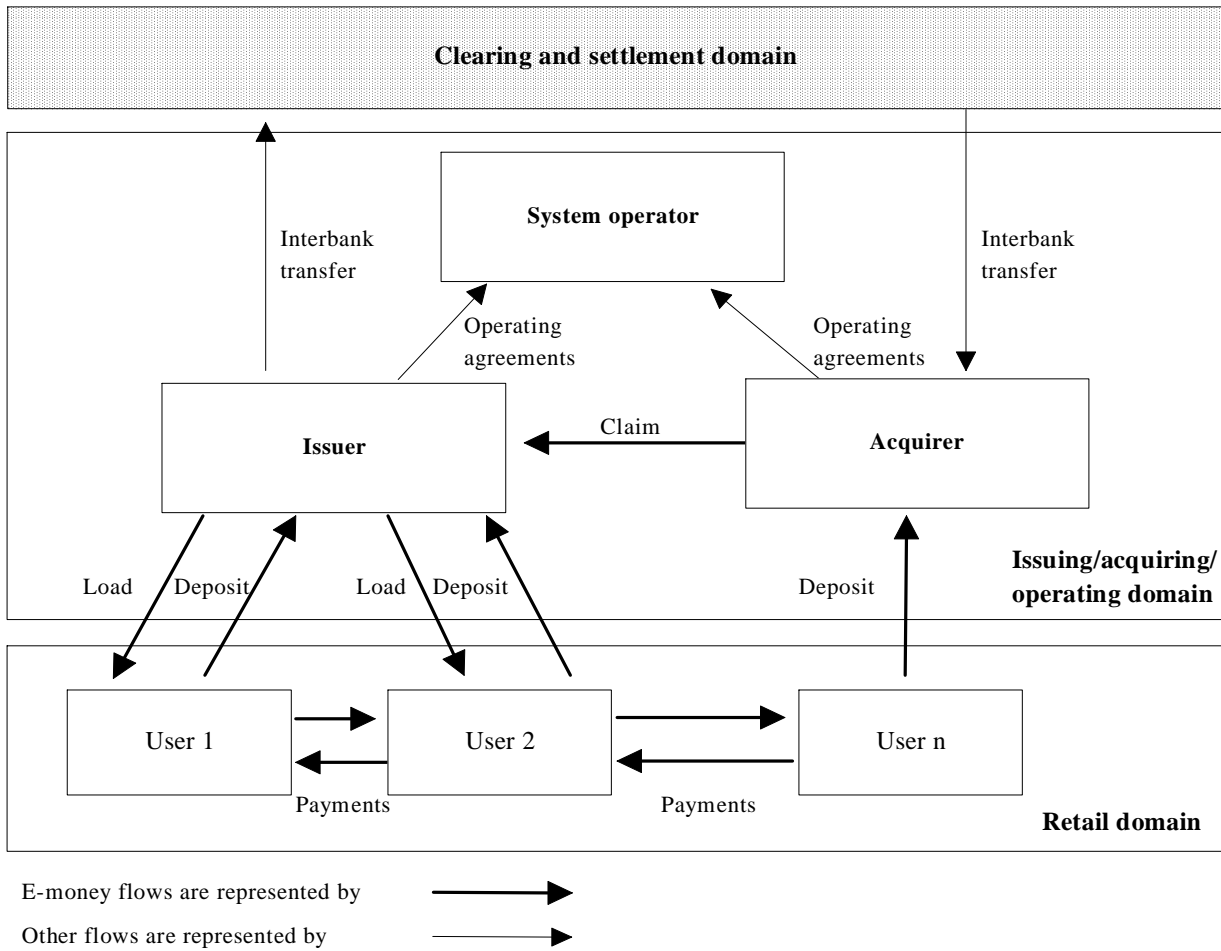 Clearing and settlement domain
System operator
Interbank
transfer
Interbank
transfer
Operating
agreements
Operating
agreements
Issuer
Claim
Acquirer
Load
Deposit
Load
Deposit
Deposit
Issuing/acquiring/
operating domain
User 1
User 2
User n
Payments
Payments
Retail domain
E-money flows are represented by
Other flows are represented by